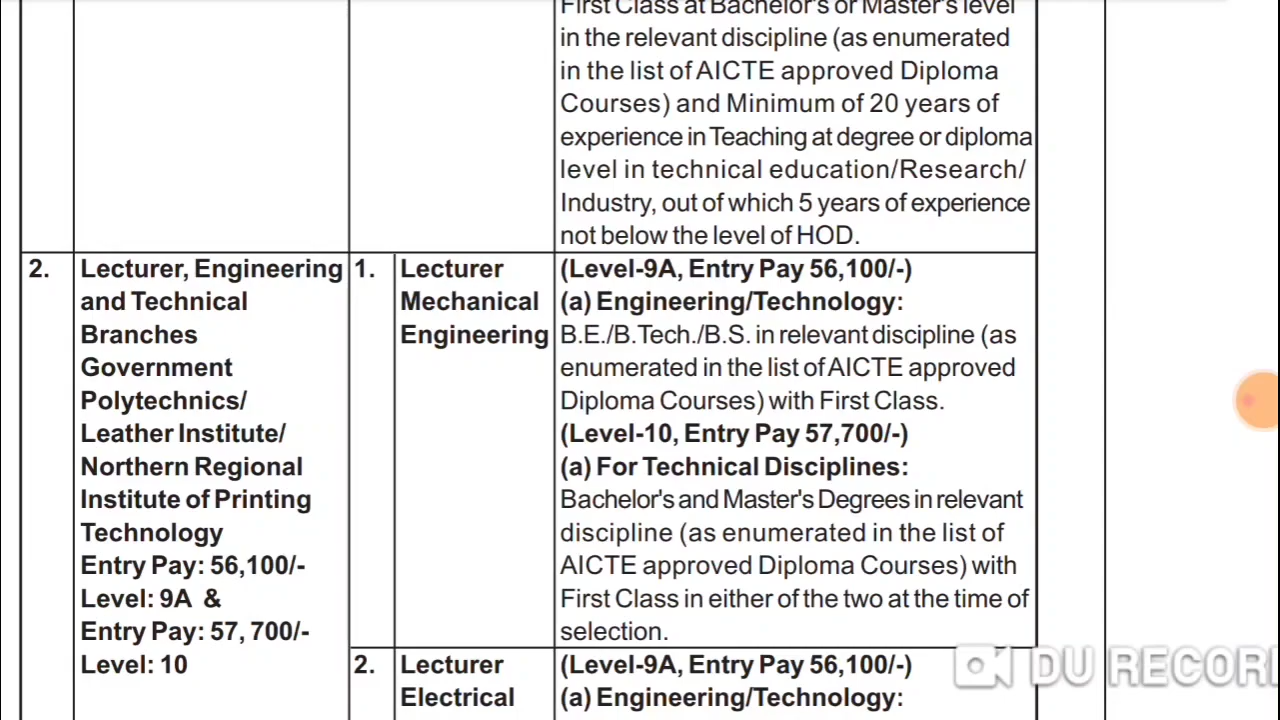 First Class at Bachelor's or Master's level
in the relevant discipline (as enumerated
in the list of AICTE approved Diploma
Courses) and Minimum of 20 years of
experience in Teaching at degree or diploma
level in technical education/Research/
Industry, out of which 5 years of experience
not below the level of HOD.
2.
Lecturer, Engineering
and Technical
Branches
Government
Polytechnics/
Leather Institute/
Northern Regional
Institute of Printing
Technology
Entry Pay: 56,100/-
Level: 9A &
Entry Pay: 57, 700/-
Level: 10
1.
Lecturer
Mechanical
Engineering
(Level-9A, Entry Pay 56,100/-)
(a) Engineering/Technology:
B.E./B.Tech./B.S. in relevant discipline (as
enumerated in the list of AICTE approved
Diploma Courses) with First Class.
(Level-10, Entry Pay 57,700/-)
(a) For Technical Disciplines:
Bachelor's and Master's Degrees in relevant
discipline (as enumerated in the list of
AICTE approved Diploma Courses) with
First Class in either of the two at the time of
selection.
2.
Lecturer
Electrical
(Level-9A, Entry Pay 56,100/-)
(a) Engineering/Technology:
DU RECOR